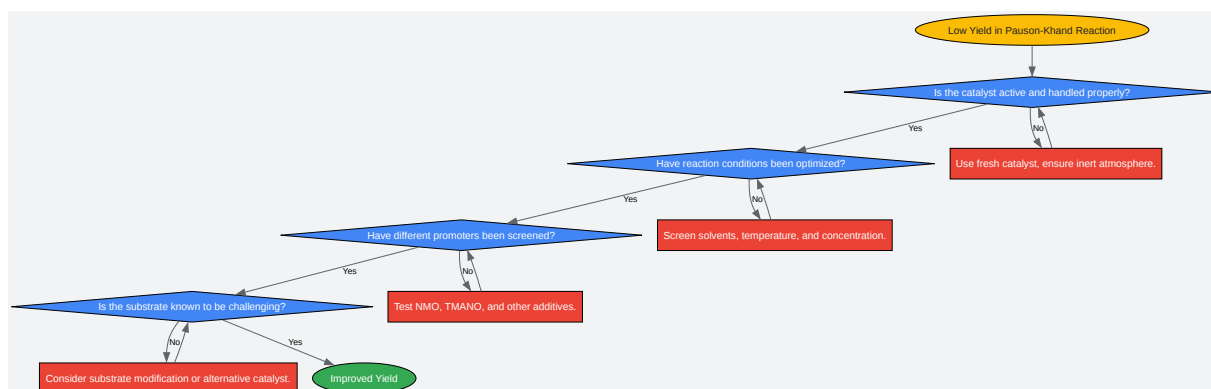 Low Yield in Pauson-Khand Reaction
Is the catalyst active and handled properly?
Yes
No
Have reaction conditions been optimized?
Use fresh catalyst, ensure inert atmosphere.
Yes
No
Have different promoters been screened?
Screen solvents, temperature, and concentration.
Yes
No
Is the substrate known to be challenging?
Test NMO, TMANO, and other additives.
No
Yes
Consider substrate modification or alternative catalyst.
Improved Yield